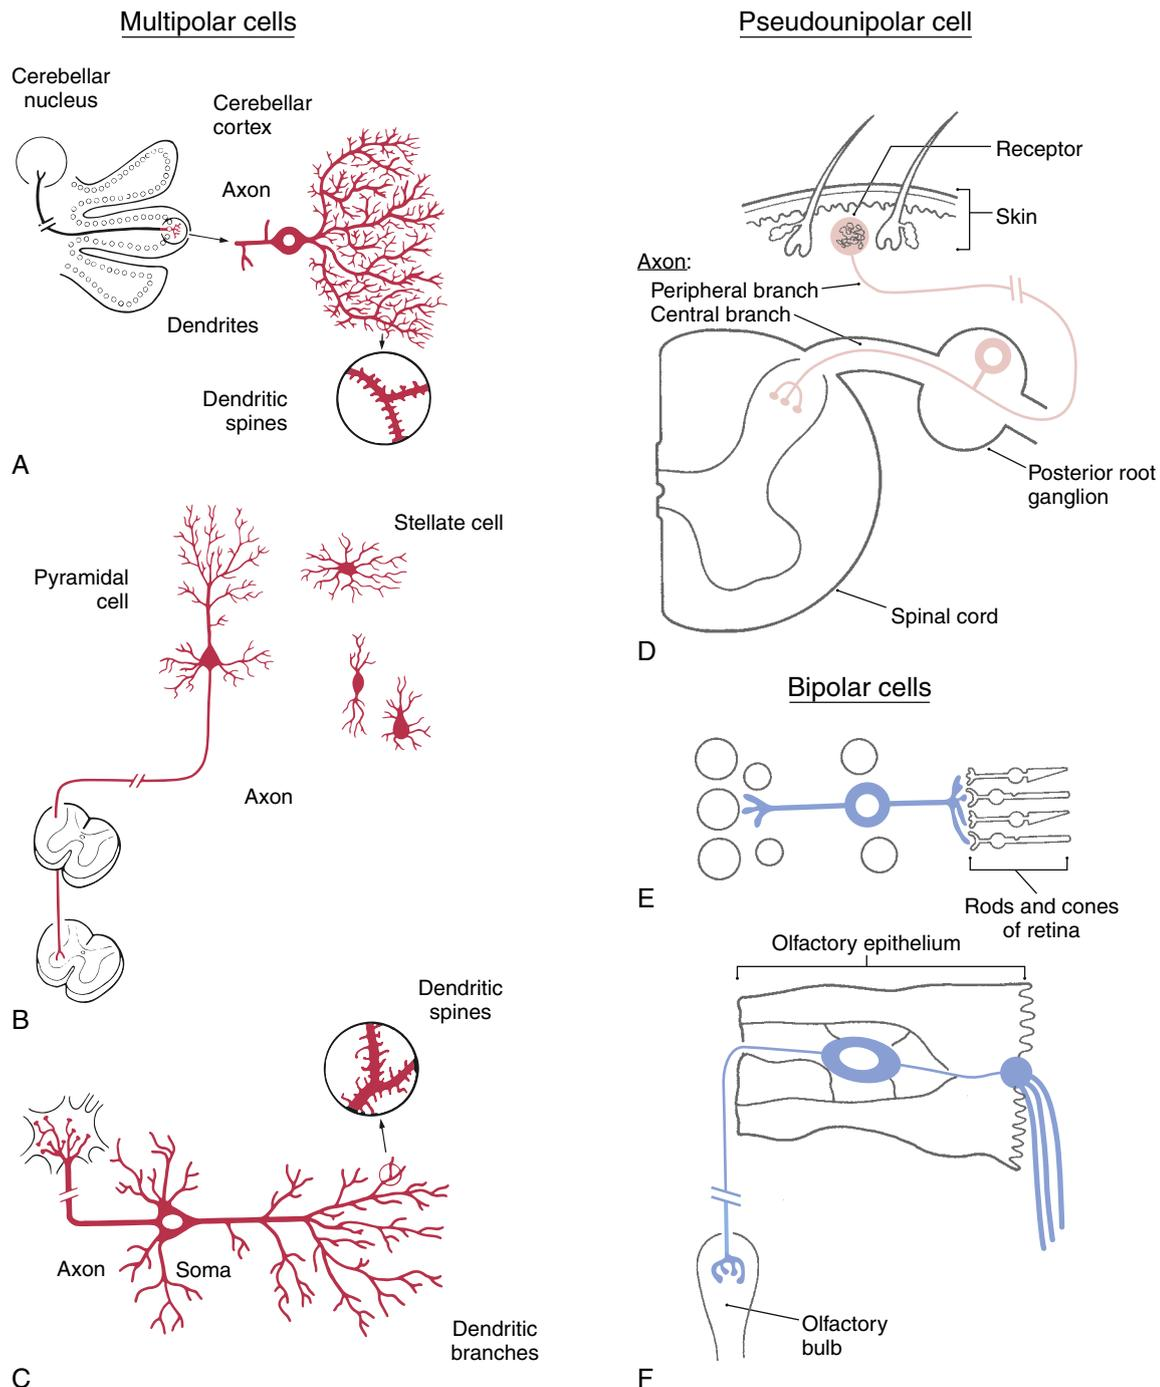 Multipolar cells
Cerebellar
nucleus
Cerebellar
cortex
Axon
Dendrites
Dendritic
spines
A
Stellate cell
Pyramidal
cell
Axon
B
Dendritic
spines
Axon
Soma
Dendritic
branches
C
Pseudounipolar cell
Receptor
Skin
Axon:
Peripheral branch
Central branch
Posterior root
ganglion
Spinal cord
D
Bipolar cells
E
Rods and cones
of retina
Olfactory epithelium
Olfactory
bulb
F